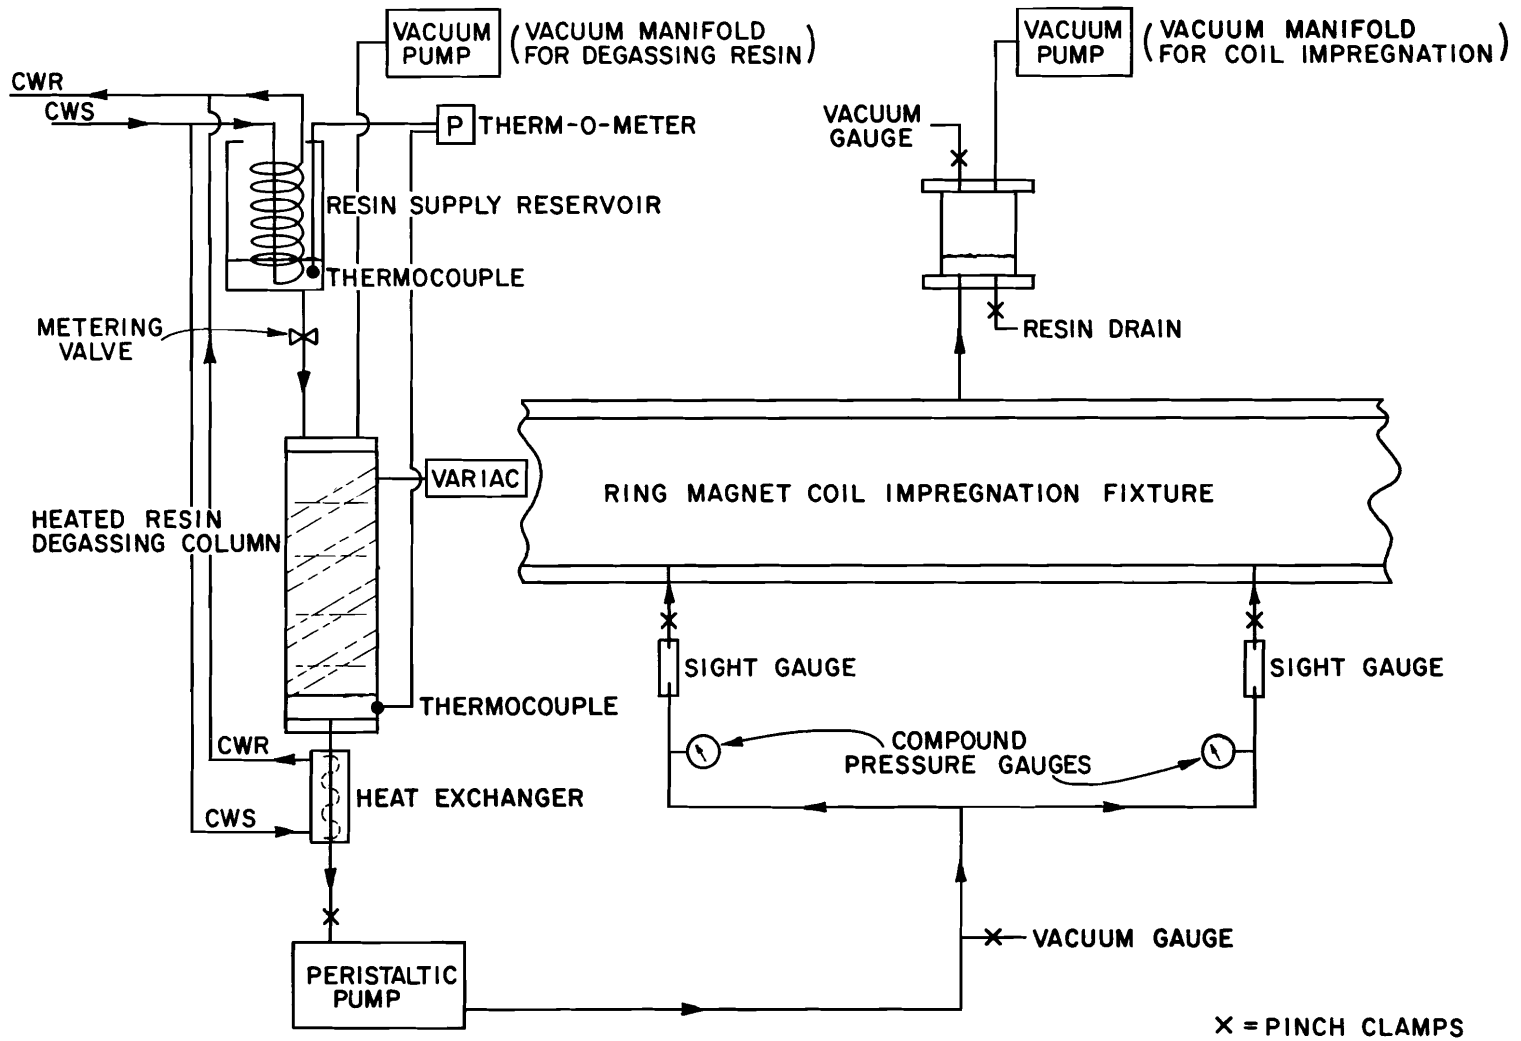 VACUUM
PUMP
(VACUUM MANIFOLD
FOR DEGASSING RESIN)
VACUUM
PUMP
(VACUUM MANIFOLD
FOR COIL IMPREGNATION)
CWR
CWS
P
THERM-O-METER
VACUUM
GAUGE
RESIN SUPPLY RESERVOIR
THERMOCOUPLE
METERING
VALVE
RESIN DRAIN
VARIAC
RING MAGNET COIL IMPREGNATION FIXTURE
HEATED RESIN
DEGASSING COLUMN
SIGHT GAUGE
SIGHT GAUGE
THERMOCOUPLE
CWR
COMPOUND
PRESSURE GAUGES
HEAT EXCHANGER
CWS
VACUUM GAUGE
PERISTALTIC
PUMP
X = PINCH CLAMPS